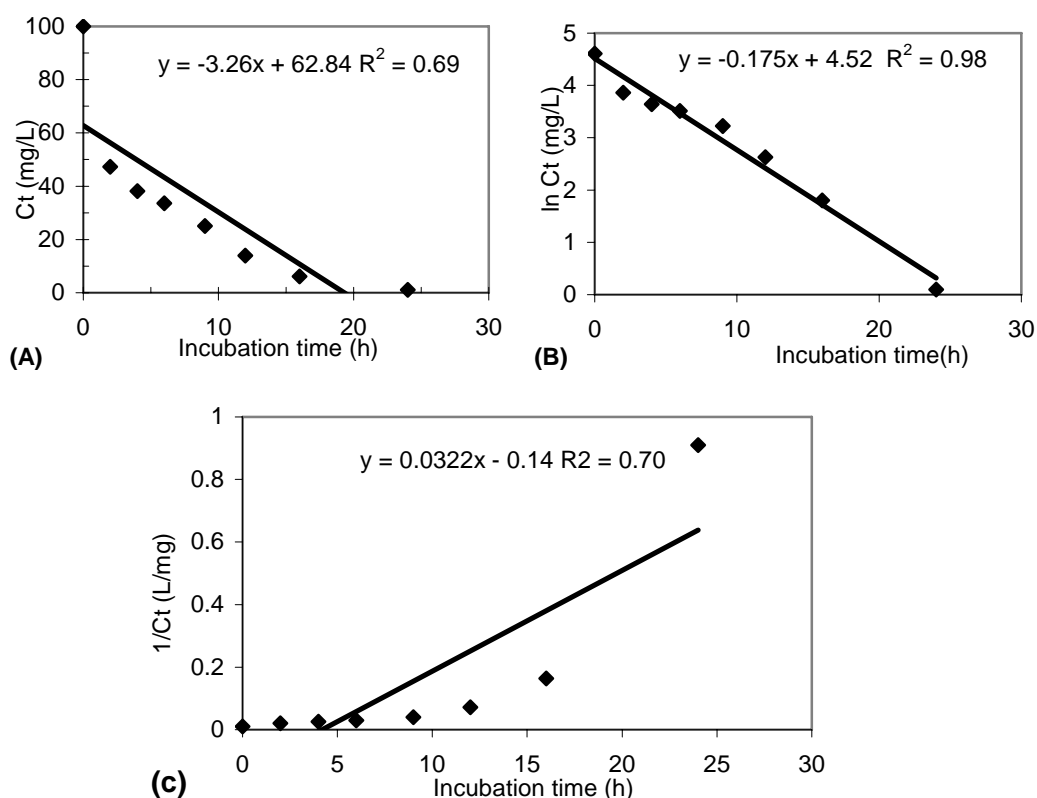 100
80
60
40
20
0
Ct (mg/L)
y = -3.26x + 62.84 R² = 0.69
0 10 20 30
Incubation time (h)
(A)
5
4
3
2
1
0
ln Ct (mg/L)
y = -0.175x + 4.52 R² = 0.98
0 10 20 30
Incubation time(h)
(B)
1
0.8
0.6
0.4
0.2
0
1/Ct (L/mg)
y = 0.0322x - 0.14 R2 = 0.70
0 5 10 15 20 25 30
Incubation time (h)
(c)